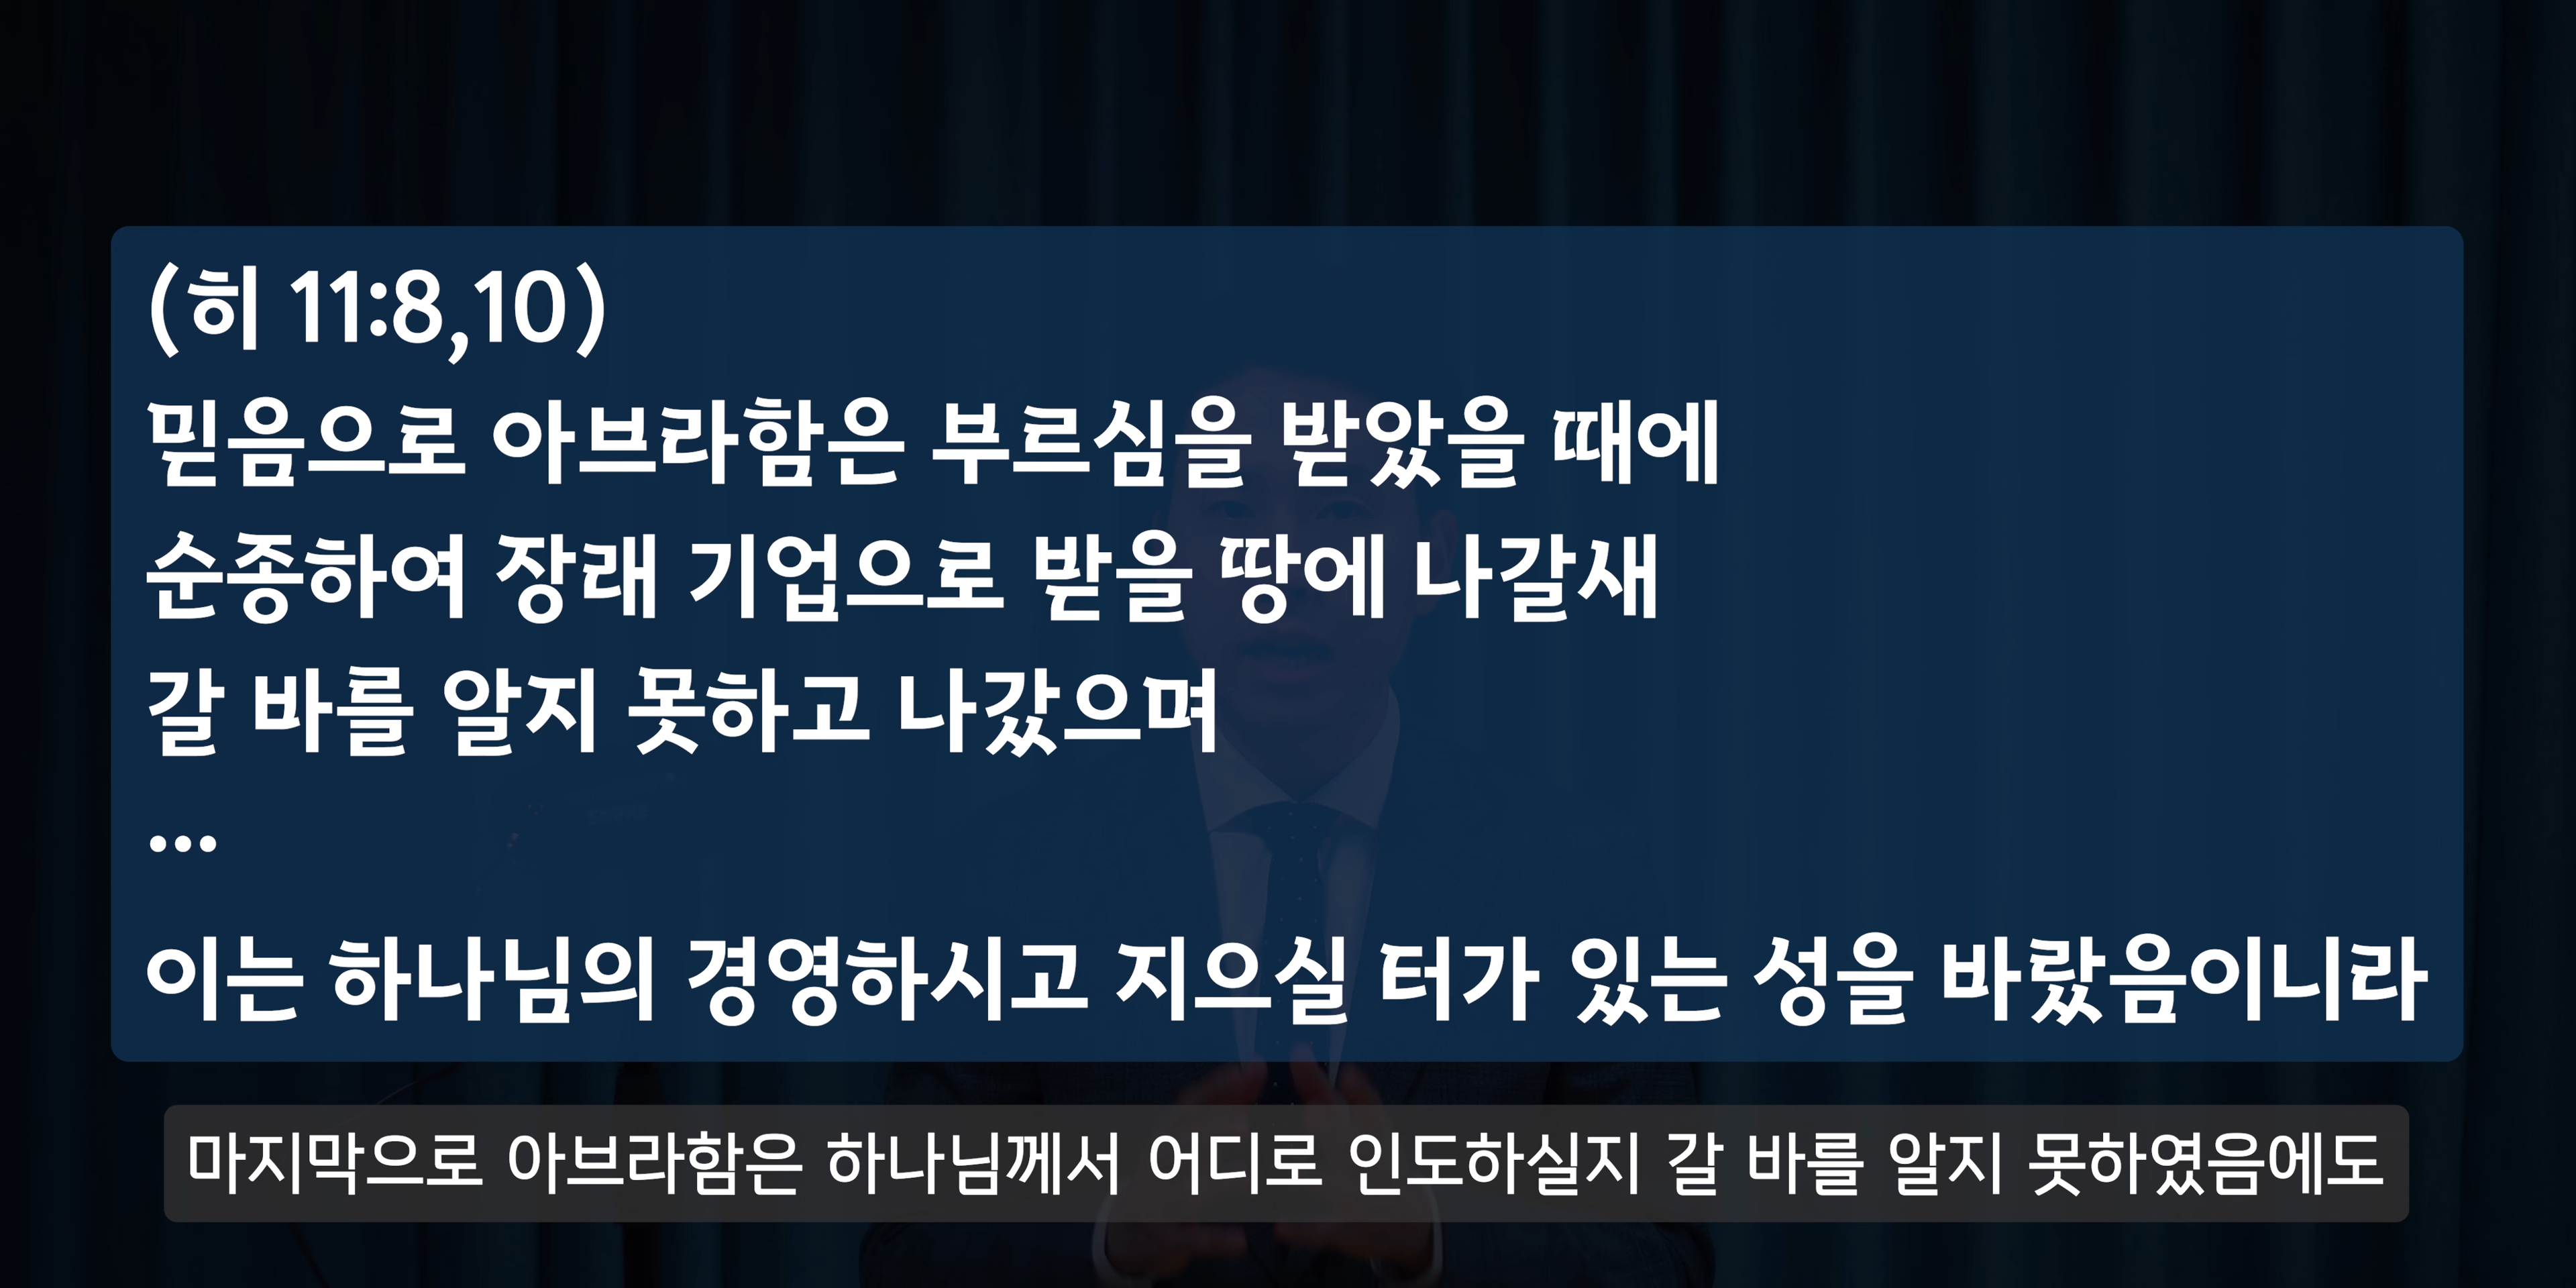 (히 11:8,10)
믿음으로 아브라함은 부르심을 받았을 때에
순종하여 장래 기업으로 받을 땅에 나갈새
갈 바를 알지 못하고 나갔으며
...
이는 하나님의 경영하시고 지으실 터가 있는 성을 바랐음이니라
마지막으로 아브라함은 하나님께서 어디로 인도하실지 갈 바를 알지 못하였음에도